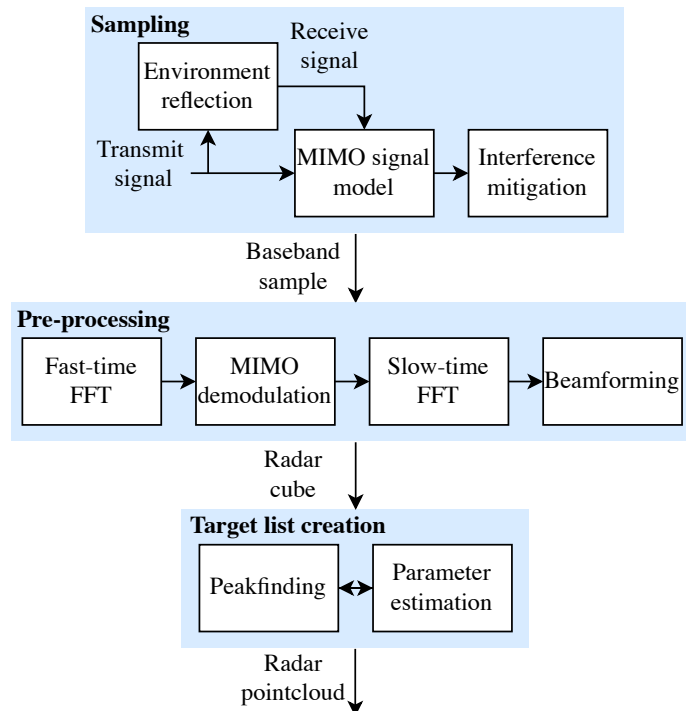 Sampling
Receive
signal
Environment
reflection
Transmit
signal
MIMO signal
model
Interference
mitigation
Baseband
sample
Pre-processing
Fast-time
FFT
MIMO
demodulation
Slow-time
FFT
Beamforming
Radar
cube
Target list creation
Peakfinding
Parameter
estimation
Radar
pointcloud